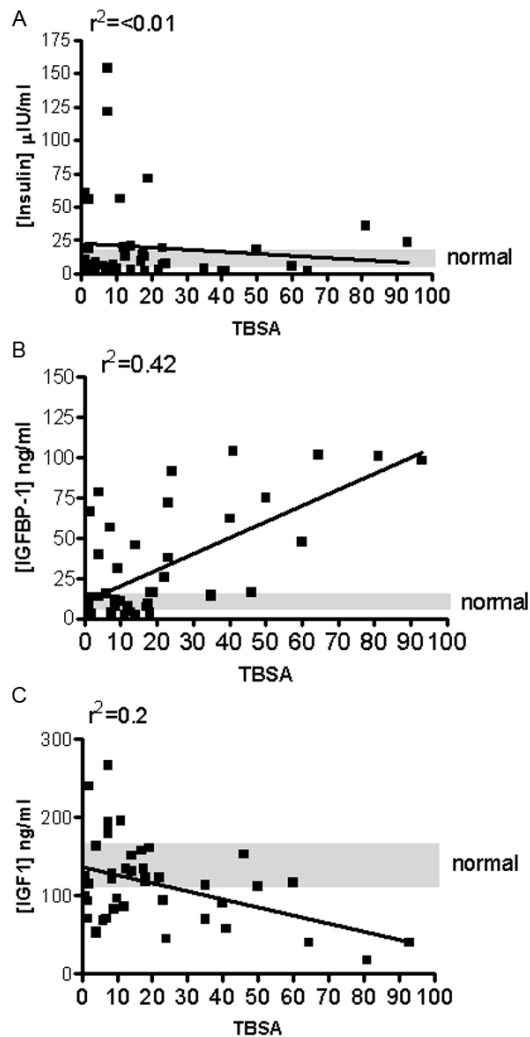 A
r²=<0.01
[Insulin] μIU/ml
175
150
125
100
75
50
25
0
0 10 20 30 40 50 60 70 80 90 100
normal
TBSA
B
r²=0.42
[IGFBP-1] ng/ml
150
125
100
75
50
25
0
0 10 20 30 40 50 60 70 80 90 100
normal
TBSA
C
r²=0.2
[IGF1] ng/ml
300
200
100
0
0 10 20 30 40 50 60 70 80 90 100
normal
TBSA